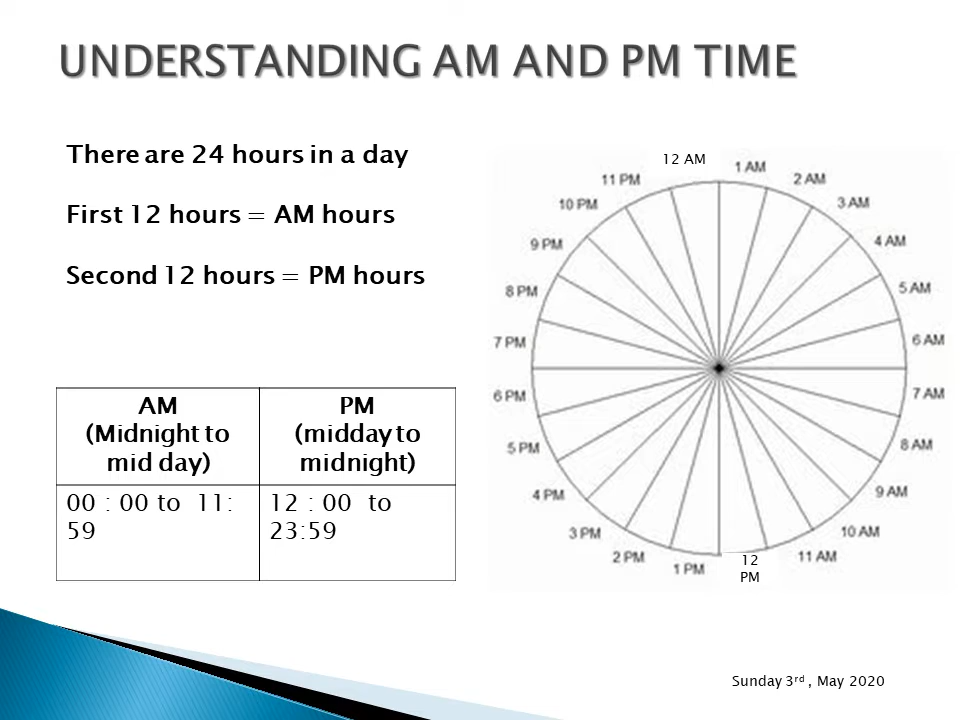 UNDERSTANDING AM AND PM TIME
There are 24 hours in a day
First 12 hours = AM hours
Second 12 hours = PM hours
AM
(Midnight to
mid day)
PM
(midday to
midnight)
00 : 00 to 11:
59
12 : 00 to
23:59
12 AM
1 AM
2 AM
3 AM
4 AM
5 AM
6 AM
7 AM
8 AM
9 AM
10 AM
11 AM
12
PM
1 PM
2 PM
3 PM
4 PM
5 PM
6 PM
7 PM
8 PM
9 PM
10 PM
11 PM
Sunday 3rd , May 2020